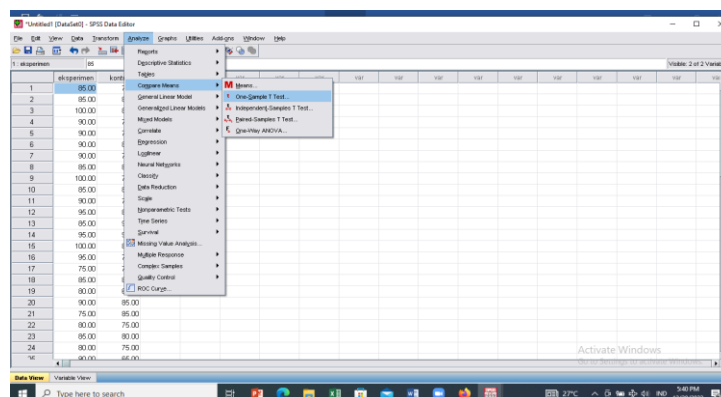 *Untitled1 [DataSet0] - SPSS Data Editor
File Edit View Data Transform Analyze Graphs Utilities Add-ons Window Help
1 : eksperimen 85 Visible: 2 of 2 Variab
eksperimen kont var var var var var var var var var
Reports
Descriptive Statistics
Tables
Compare Means
General Linear Model
Generalized Linear Models
Mixed Models
Correlate
Regression
Loglinear
Neural Networks
Classify
Data Reduction
Scale
Nonparametric Tests
Time Series
Survival
Missing Value Analysis...
Multiple Response
Complex Samples
Quality Control
ROC Curve...
M Means...
One-Sample T Test...
Independent-Samples T Test...
Paired-Samples T Test...
One-Way ANOVA...
1 85.00
2 85.00
3 100.00
4 90.00
5 90.00
6 90.00
7 90.00
8 85.00
9 100.00
10 85.00
11 90.00
12 95.00
13 85.00
14 95.00
15 100.00
16 95.00
17 75.00
18 85.00
19 80.00
20 90.00 85.00
21 75.00 85.00
22 80.00 75.00
23 85.00 80.00
24 80.00 75.00
Activate Windows
Data View Variable View
Type here to search
27°C IND 5:40 PM